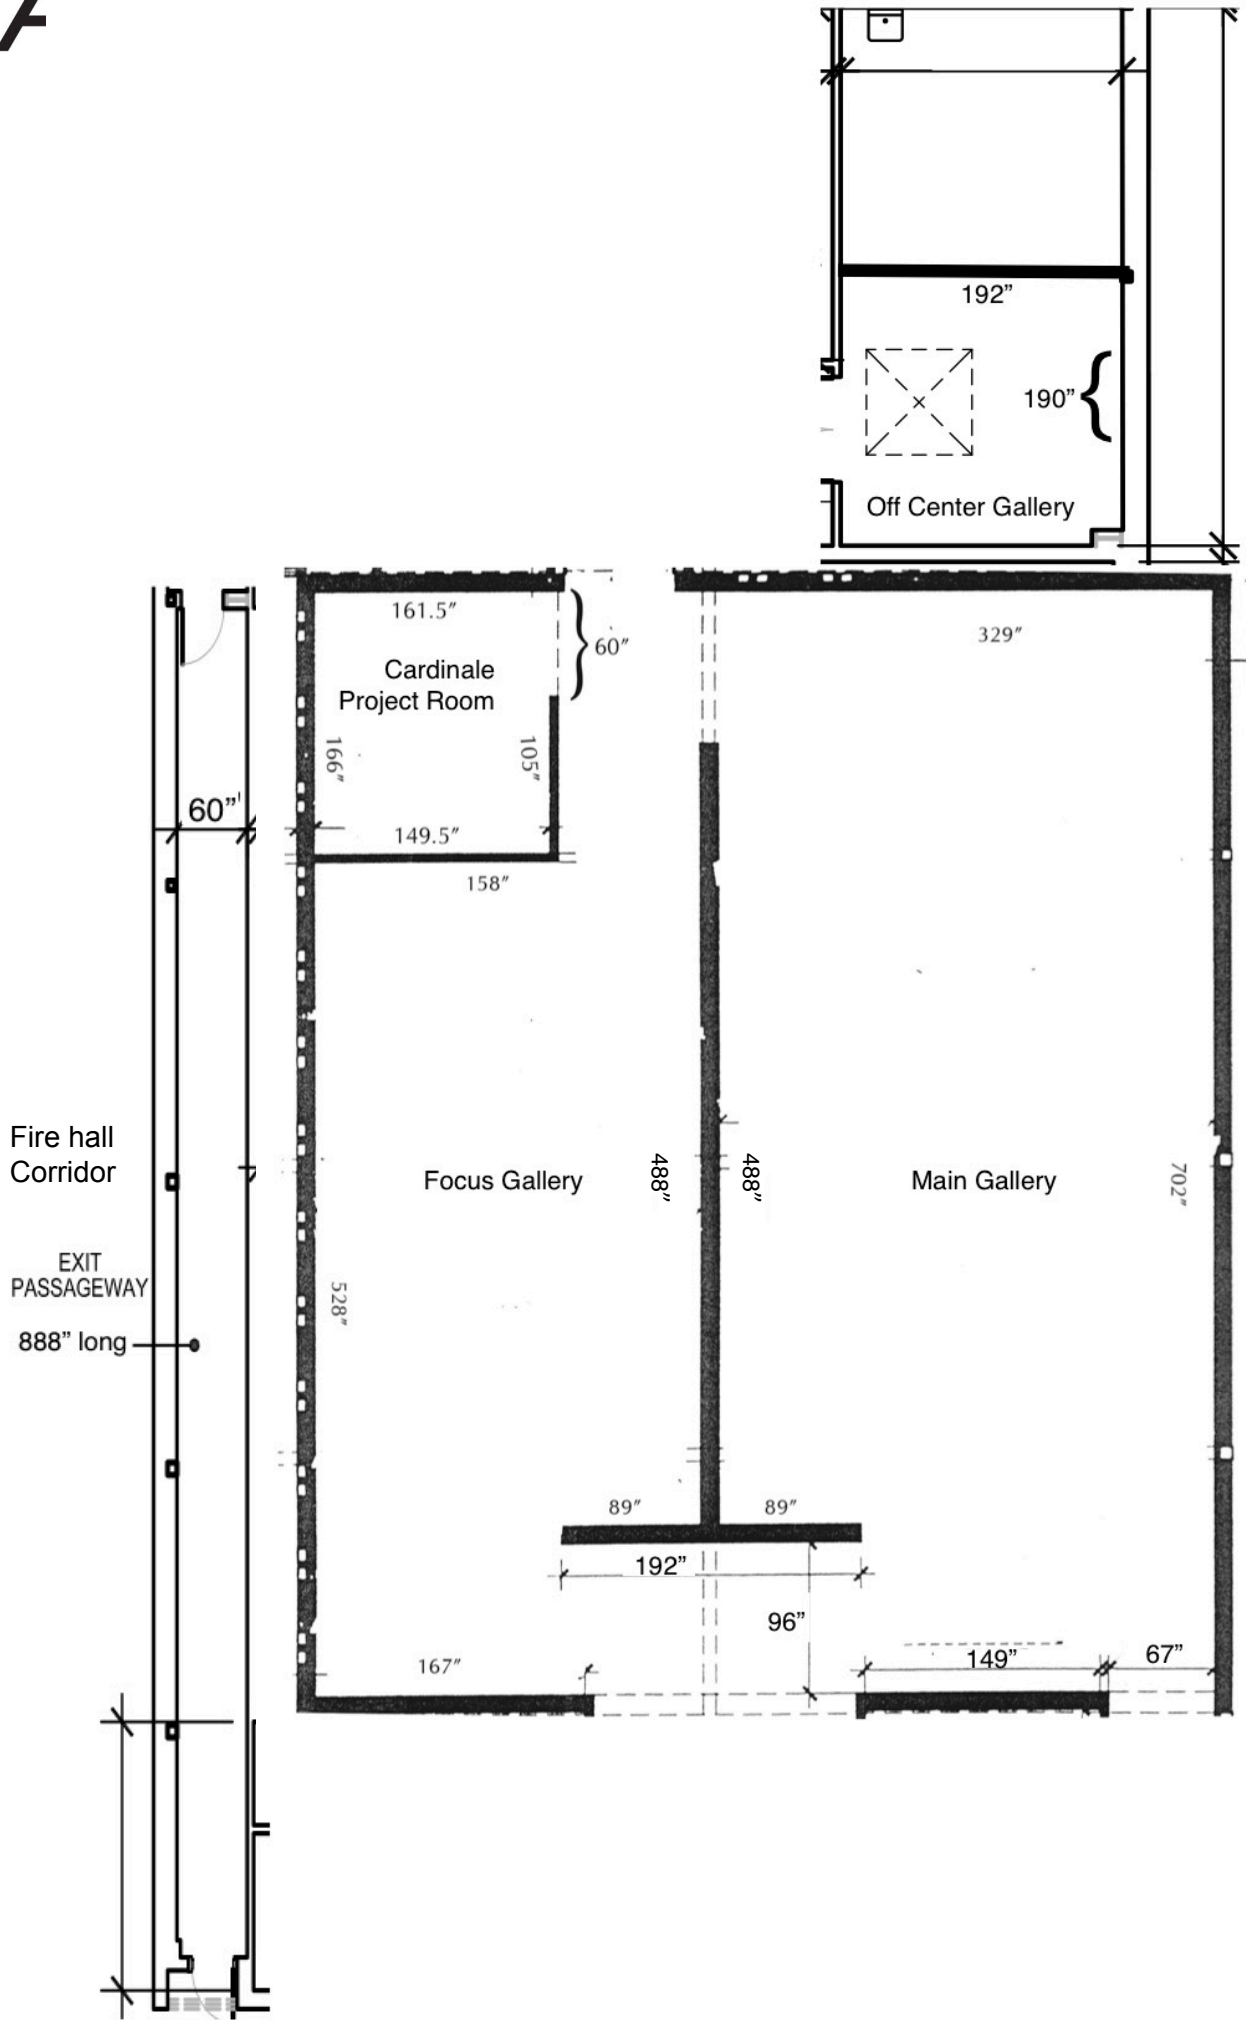 192”
190”
Off Center Gallery
161.5″
60″
329″
Cardinale
Project Room
166″
105″
60”
149.5″
158″
Fire hall
Corridor
Focus Gallery
488″
488″
Main Gallery
702″
EXIT
PASSAGEWAY
528″
888” long
89″
89″
192”
96”
167″
149”
67”